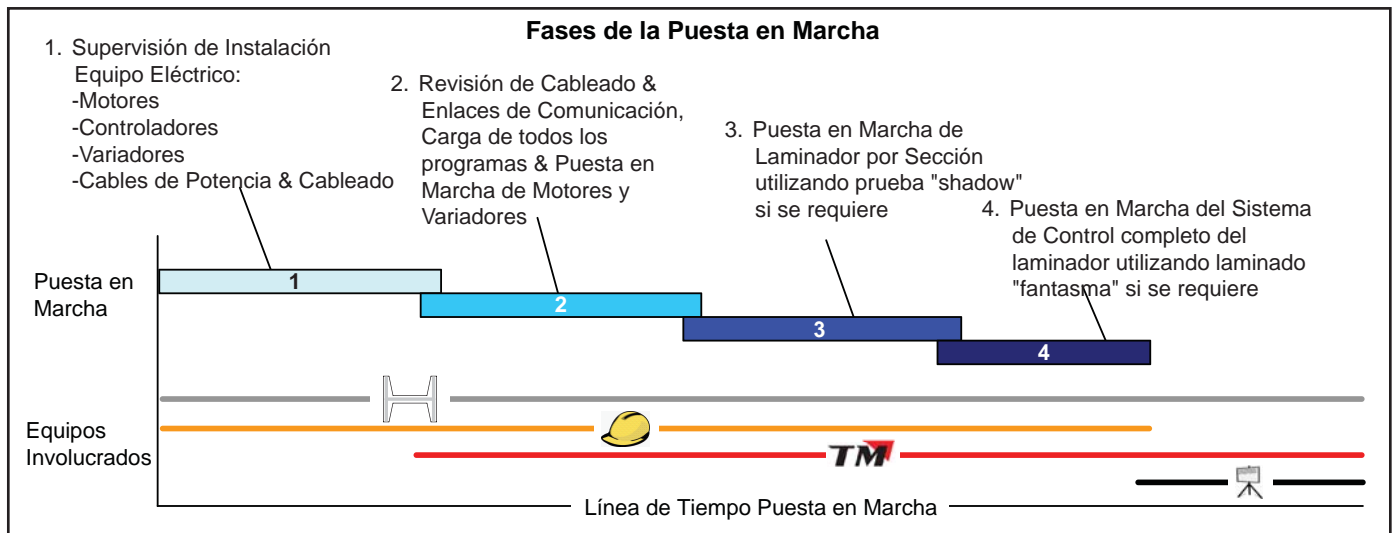 Fases de la Puesta en Marcha
1. Supervisión de Instalación
Equipo Eléctrico:
-Motores
-Controladores
-Variadores
-Cables de Potencia & Cableado
2. Revisión de Cableado &
Enlaces de Comunicación,
Carga de todos los
programas & Puesta en
Marcha de Motores y
Variadores
3. Puesta en Marcha de
Laminador por Sección
utilizando prueba "shadow"
si se requiere
4. Puesta en Marcha del Sistema
de Control completo del
laminador utilizando laminado
"fantasma" si se requiere
Puesta en
Marcha
1
2
3
4
Equipos
Involucrados
TM
Línea de Tiempo Puesta en Marcha